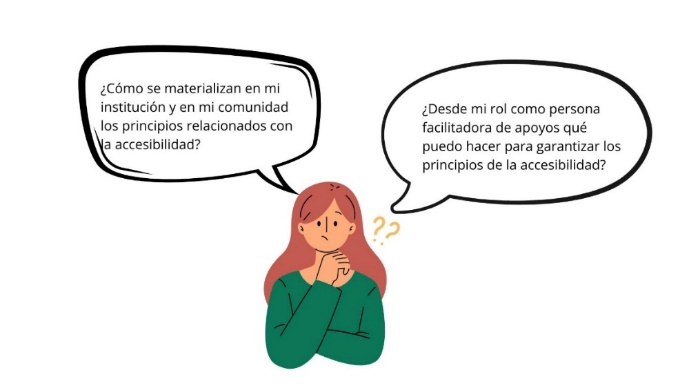 ¿Cómo se materializan en mi
institución y en mi comunidad
los principios relacionados con
la accesibilidad?
¿Desde mi rol como persona
facilitadora de apoyos qué
puedo hacer para garantizar los
principios de la accesibilidad?
??